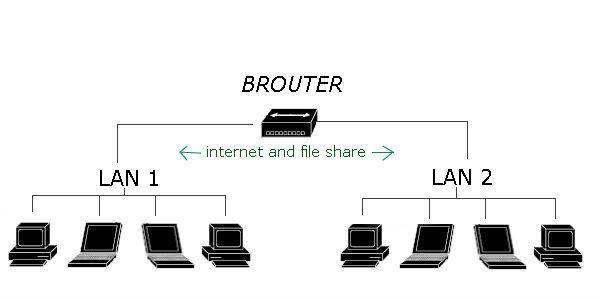 BROUTER
internet and file share
LAN 1
LAN 2